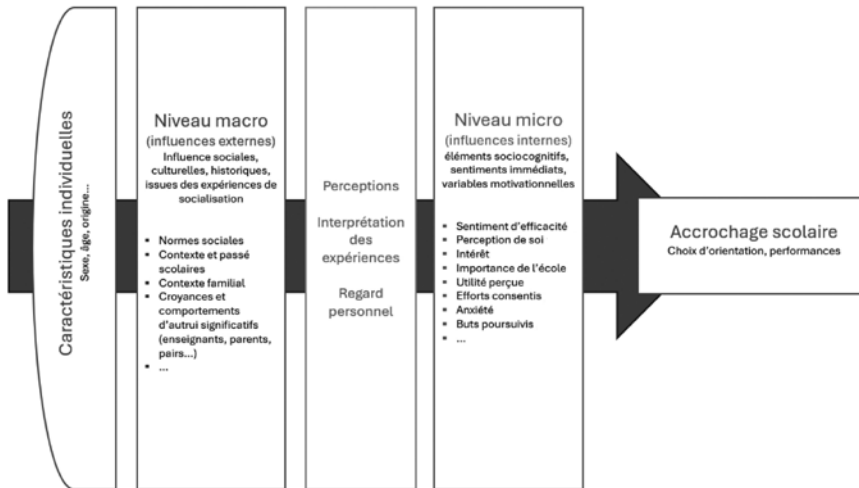 Caractéristiques individuelles
Sexe, âge, origine...
Niveau macro
(influences externes)
Influence sociales,
culturelles, historiques,
issues des expériences de
socialisation
▪ Normes sociales
▪ Contexte et passé
scolaires
▪ Contexte familial
▪ Croyances et
comportements
d'autrui significatifs
(enseignants, parents,
pairs...)
▪ ...
Perceptions
Interprétation
des
expériences
Regard
personnel
Niveau micro
(influences internes)
éléments sociocognitifs,
sentiments immédiats,
variables motivationnelles
▪ Sentiment d'efficacité
▪ Perception de soi
▪ Intérêt
▪ Importance de l'école
▪ Utilité perçue
▪ Efforts consentis
▪ Anxiété
▪ Buts poursuivis
▪ ...
Accrochage scolaire
Choix d'orientation, performances